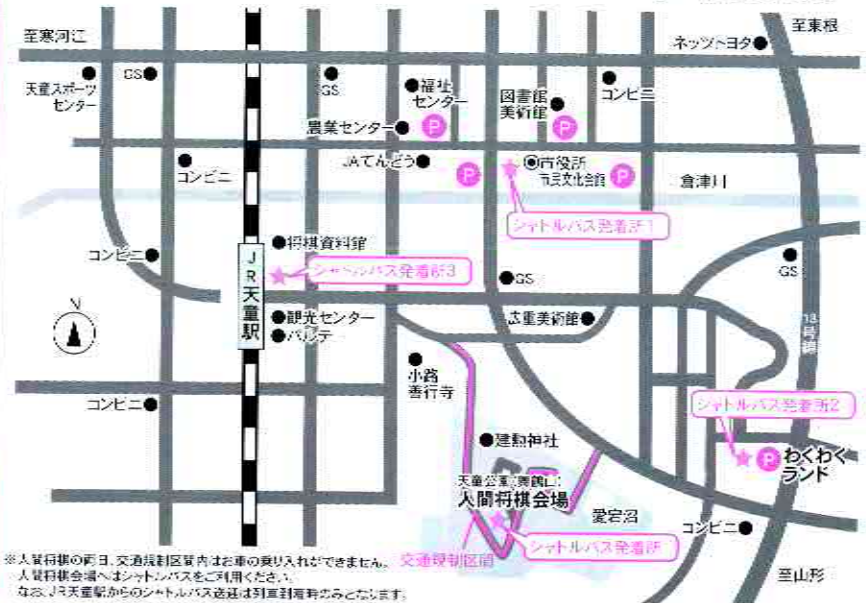 至寒河江
至東根
ネッツトヨタ
天童スポーツ
センター
GS
GS
福祉
センター
図書館
美術館
コンビニ
農業センター
P
P
コンビニ
JAてんどう
P
市役所
市民文化会館
P
倉津川
シャトルバス発着所1
コンビニ
将棋資料館
JR天童駅
シャトルバス発着所3
GS
GS
N
観光センター
パルテ
広重美術館
13号線
小路
善行寺
コンビニ
シャトルバス発着所2
建勲神社
P
わくわく
ランド
天童公園(舞鶴山)
人間将棋会場
愛宕沼
コンビニ
シャトルバス発着所
交通規制区間
至山形
※人間将棋の両日、交通規制区間内はお車の乗り入れができません。
人間将棋会場へはシャトルバスをご利用ください。
なお、JR天童駅からのシャトルバス送迎は列車到着時のみとなります。